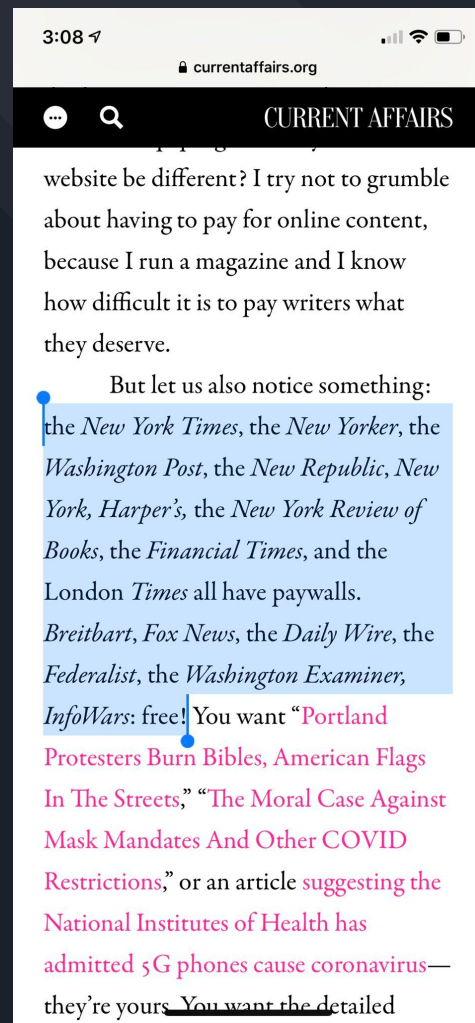 3:08
currentaffairs.org
CURRENT AFFAIRS
website be different? I try not to grumble
about having to pay for online content,
because I run a magazine and I know
how difficult it is to pay writers what
they deserve.
But let us also notice something:
the New York Times, the New Yorker, the
Washington Post, the New Republic, New
York, Harper’s, the New York Review of
Books, the Financial Times, and the
London Times all have paywalls.
Breitbart, Fox News, the Daily Wire, the
Federalist, the Washington Examiner,
InfoWars: free! You want “Portland
Protesters Burn Bibles, American Flags
In The Streets,” “The Moral Case Against
Mask Mandates And Other COVID
Restrictions,” or an article suggesting the
National Institutes of Health has
admitted 5G phones cause coronavirus—
they’re yours. You want the detailed